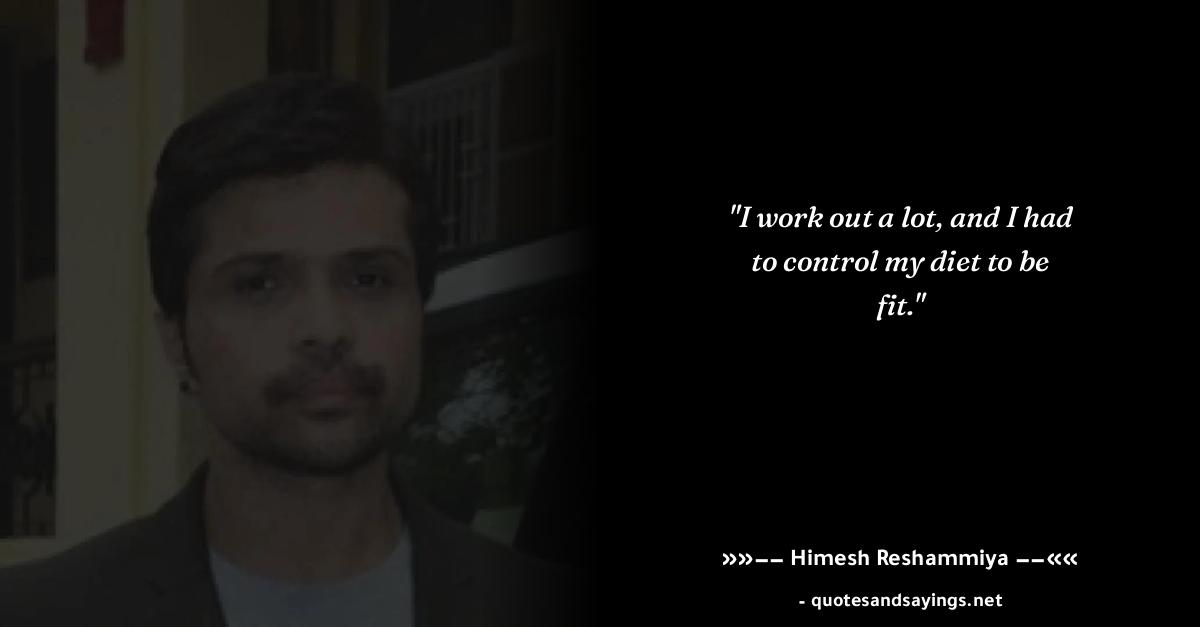 "I work out a lot, and I had
to control my diet to be
fit."
»»–– Himesh Reshammiya ––««
- quotesandsayings.net